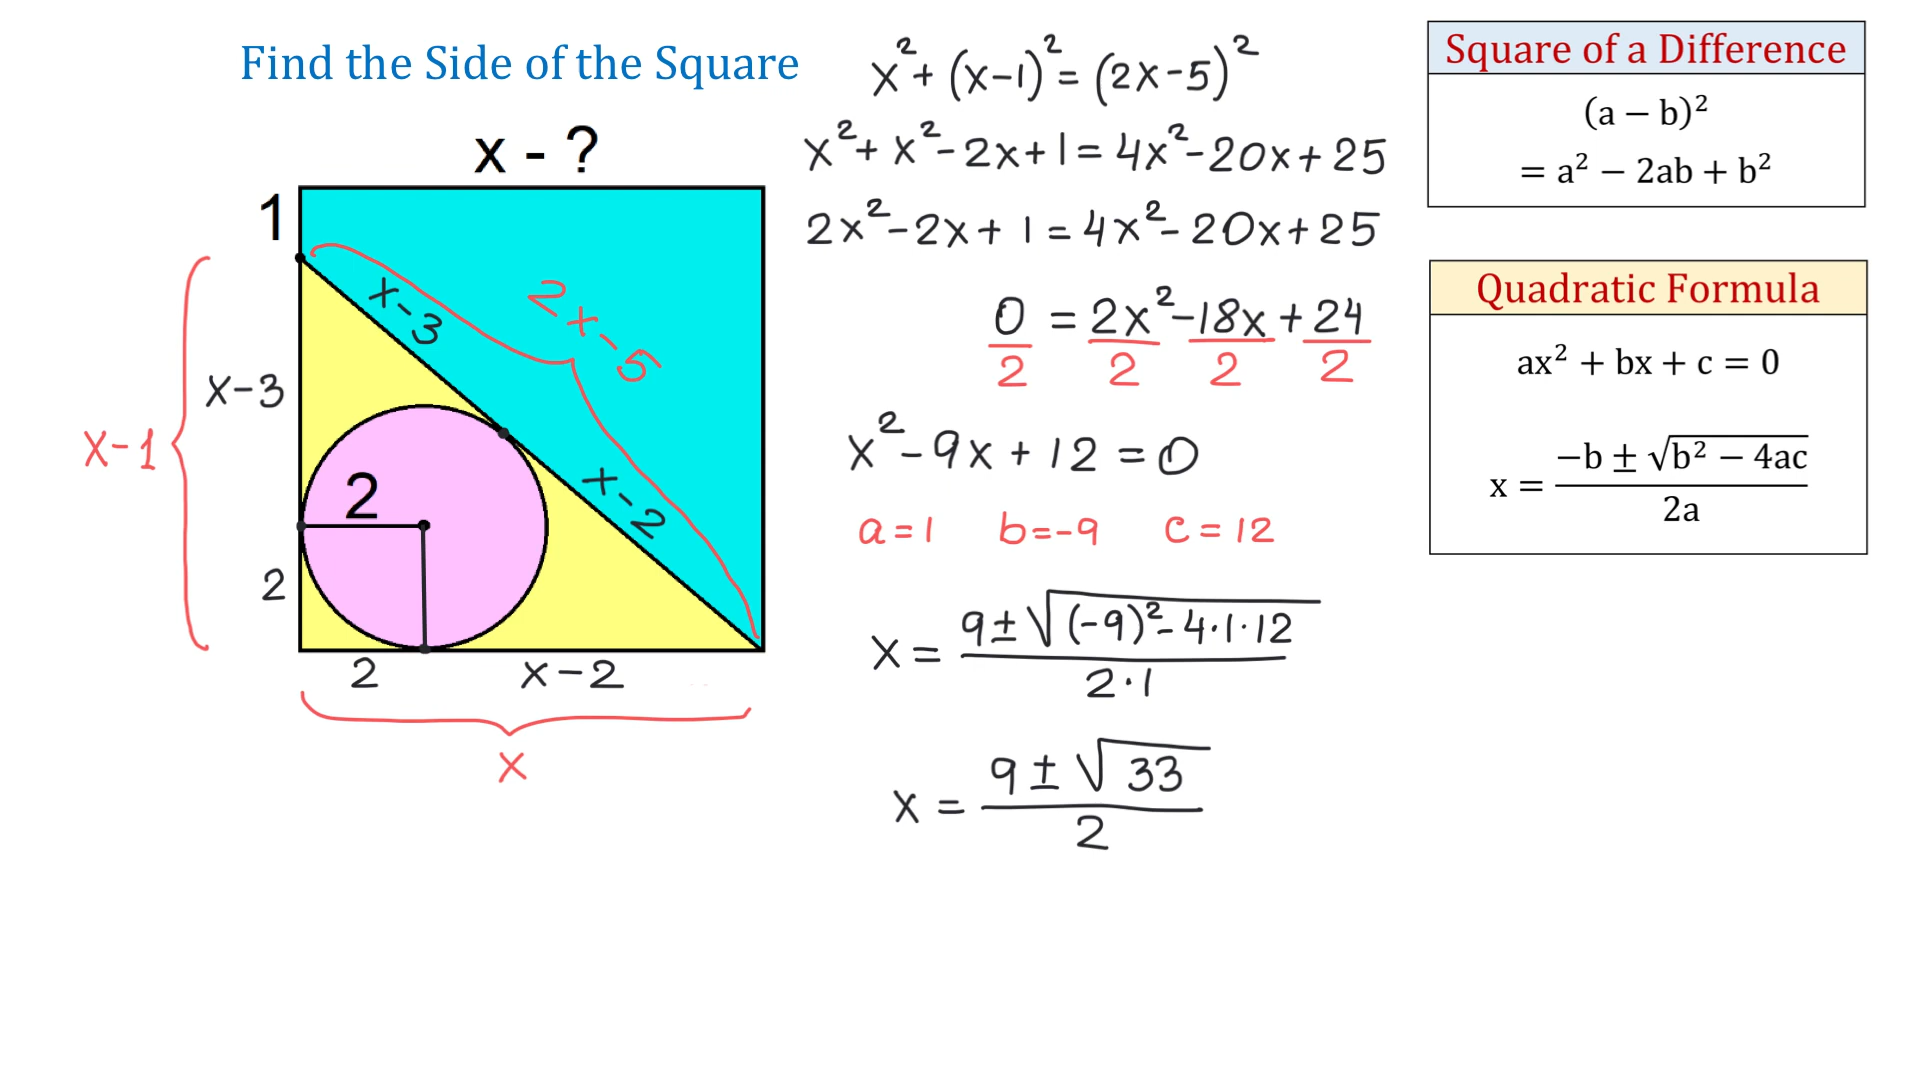 Find the Side of the Square
x - ?
1
x-3
2x-5
x-3
x-1
2
x-2
2
2
x-2
x
x²+(x-1)²=(2x-5)²
x²+x²-2x+1=4x²-20x+25
2x²-2x+1=4x²-20x+25
0/2 = 2x²/2 - 18x/2 + 24/2
x²-9x+12=0
a=1 b=-9 c=12
x = (9±√((-9)²-4·1·12))/(2·1)
x = (9±√33)/2
Square of a Difference
(a − b)²
= a² − 2ab + b²
Quadratic Formula
ax² + bx + c = 0
x = (−b ± √(b² − 4ac))/(2a)